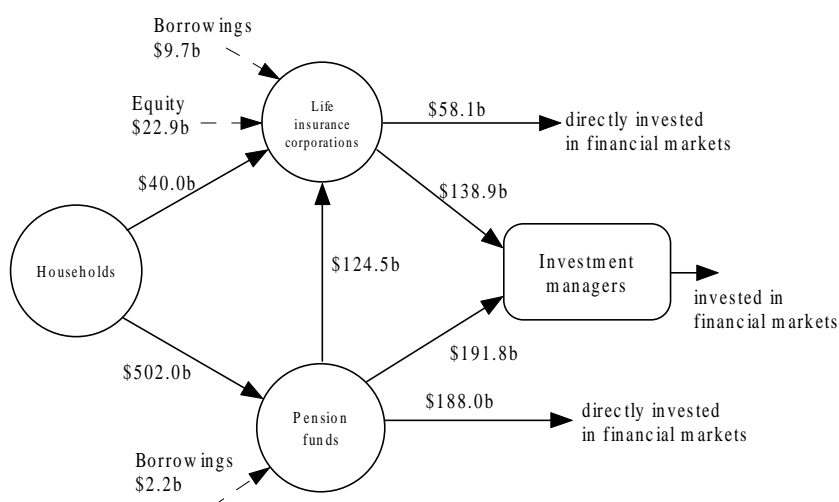 Borrowings
$9.7b
Equity
$22.9b
Life
insurance
corporations
$58.1b
directly invested
in financial markets
$40.0b
$138.9b
Households
$124.5b
Investment
managers
invested in
financial markets
$502.0b
$191.8b
Pension
funds
$188.0b
directly invested
in financial markets
Borrowings
$2.2b